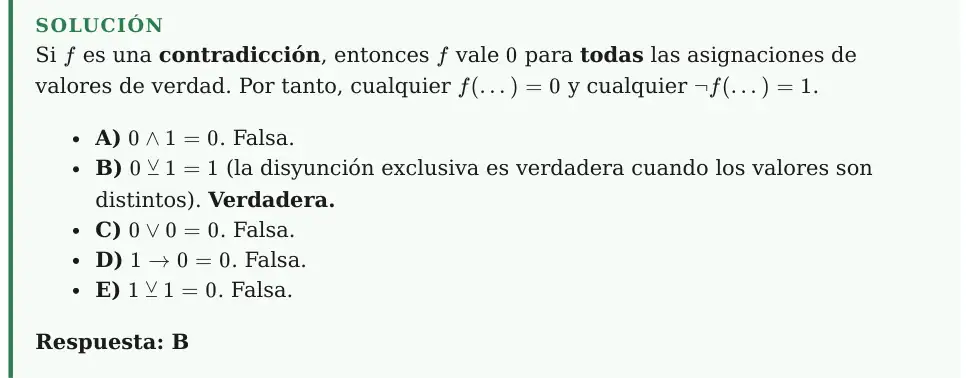 SOLUCIÓN
Si f es una contradicción, entonces f vale 0 para todas las asignaciones de
valores de verdad. Por tanto, cualquier f(...) = 0 y cualquier ¬f(...) = 1.
• A) 0 ∧ 1 = 0. Falsa.
• B) 0 ⊻ 1 = 1 (la disyunción exclusiva es verdadera cuando los valores son
distintos). Verdadera.
• C) 0 ∨ 0 = 0. Falsa.
• D) 1 → 0 = 0. Falsa.
• E) 1 ⊻ 1 = 0. Falsa.
Respuesta: B